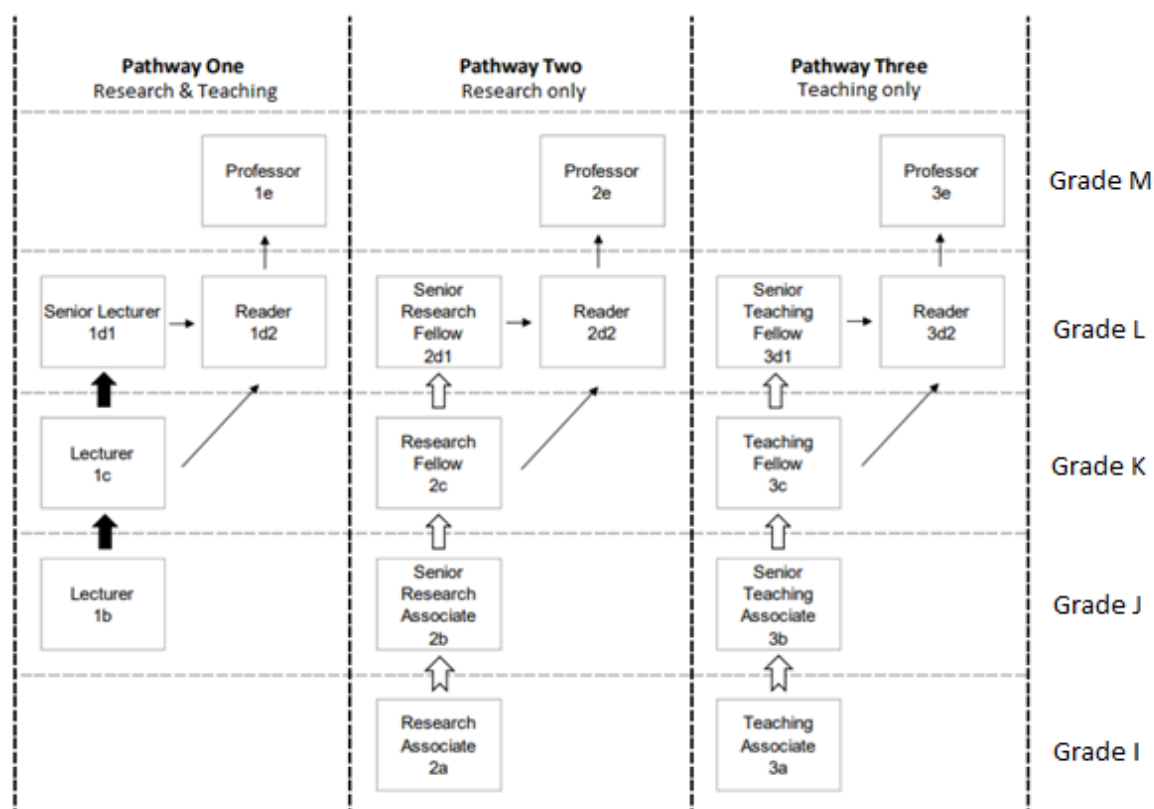 Pathway One
Research & Teaching
Pathway Two
Research only
Pathway Three
Teaching only
Professor
1e
Professor
2e
Professor
3e
Grade M
Senior Lecturer
1d1
Reader
1d2
Senior
Research
Fellow
2d1
Reader
2d2
Senior
Teaching
Fellow
3d1
Reader
3d2
Grade L
Lecturer
1c
Research
Fellow
2c
Teaching
Fellow
3c
Grade K
Lecturer
1b
Senior
Research
Associate
2b
Senior
Teaching
Associate
3b
Grade J
Research
Associate
2a
Teaching
Associate
3a
Grade I